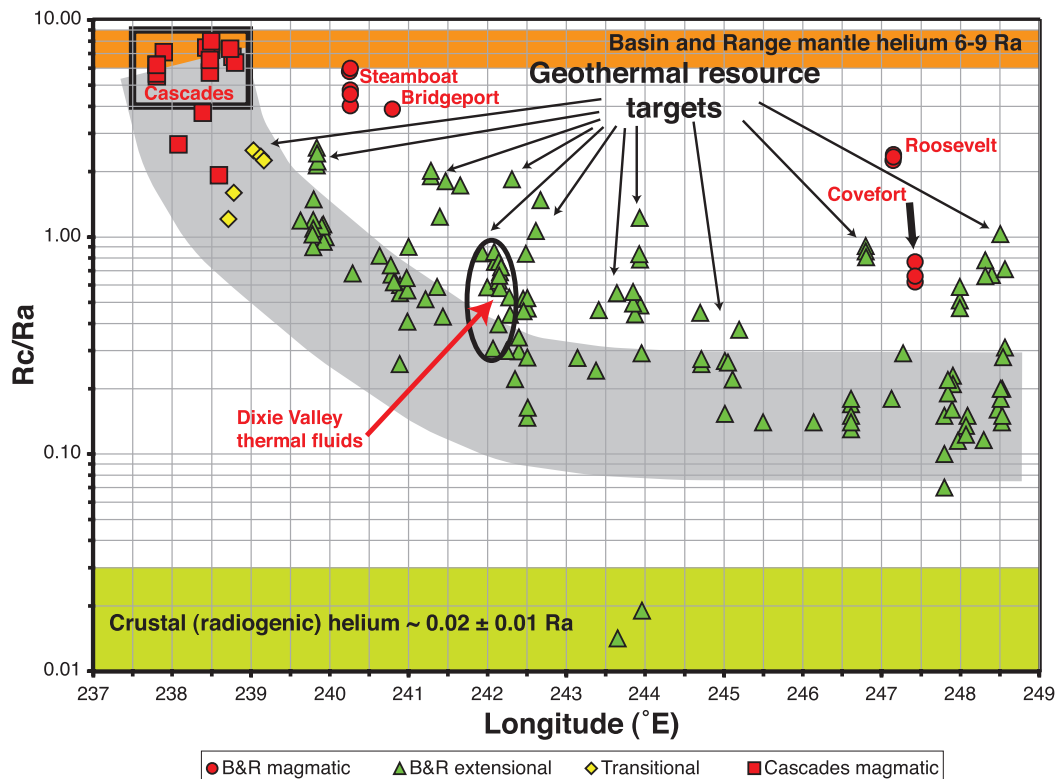 10.00
Basin and Range mantle helium 6-9 Ra
Geothermal resource
targets
Steamboat
Bridgeport
Cascades
Roosevelt
Covefort
1.00
Rc/Ra
Dixie Valley
thermal fluids
0.10
Crustal (radiogenic) helium ~ 0.02 ± 0.01 Ra
0.01
237 238 239 240 241 242 243 244 245 246 247 248 249
Longitude (˚E)
B&R magmatic B&R extensional Transitional Cascades magmatic